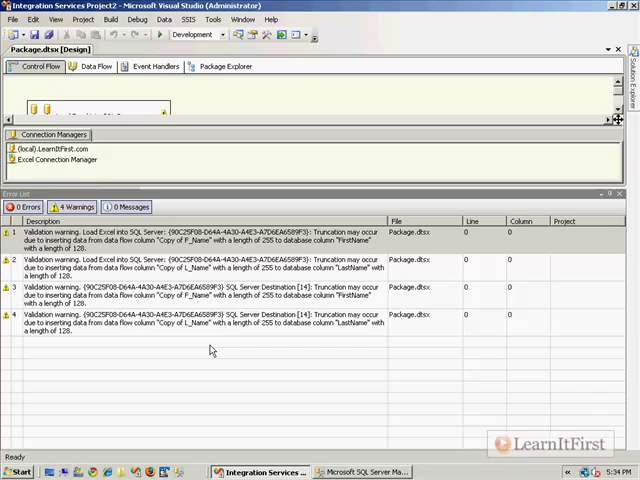 Integration Services Project2 - Microsoft Visual Studio (Administrator)
File Edit View Project Build Debug Data SSIS Tools Window Help
Development
Package.dtsx [Design]
Control Flow Data Flow Event Handlers Package Explorer
Solution Explorer
Connection Managers
(local).LearnItFirst.com
Excel Connection Manager
Error List
0 Errors 4 Warnings 0 Messages
Description File Line Column Project
1 Validation warning. Load Excel into SQL Server: {90C25F08-D64A-4A30-A4E3-A7D6EA6589F3}: Truncation may occur Package.dtsx 0 0
due to inserting data from data flow column "Copy of F_Name" with a length of 255 to database column "FirstName"
with a length of 128.
2 Validation warning. Load Excel into SQL Server: {90C25F08-D64A-4A30-A4E3-A7D6EA6589F3}: Truncation may occur Package.dtsx 0 0
due to inserting data from data flow column "Copy of L_Name" with a length of 255 to database column "LastName"
with a length of 128.
3 Validation warning. {90C25F08-D64A-4A30-A4E3-A7D6EA6589F3} SQL Server Destination [14]: Truncation may occur Package.dtsx 0 0
due to inserting data from data flow column "Copy of F_Name" with a length of 255 to database column "FirstName"
with a length of 128.
4 Validation warning. {90C25F08-D64A-4A30-A4E3-A7D6EA6589F3} SQL Server Destination [14]: Truncation may occur Package.dtsx 0 0
due to inserting data from data flow column "Copy of L_Name" with a length of 255 to database column "LastName" with
a length of 128.
LearnItFirst
Ready
Start Integration Services ... Microsoft SQL Server Ma... 5:34 PM